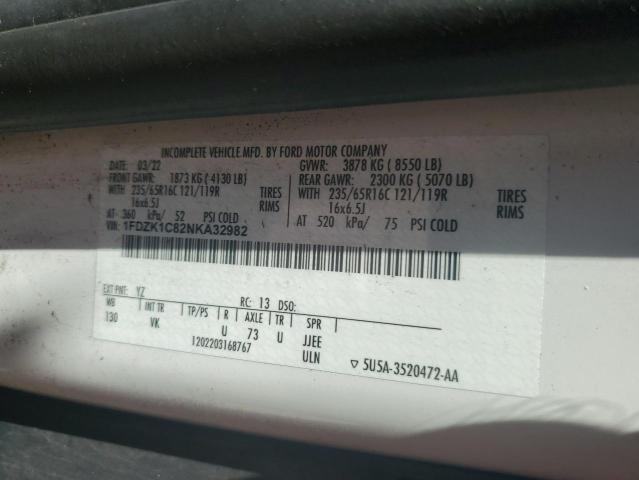 INCOMPLETE VEHICLE MFD. BY FORD MOTOR COMPANY
DATE: 03/22 GVWR: 3878 KG ( 8550 LB)
FRONT GAWR: 1873 KG ( 4130 LB) REAR GAWR: 2300 KG ( 5070 LB)
WITH 235/65R16C 121/119R TIRES WITH 235/65R16C 121/119R TIRES
16x6.5J RIMS 16x6.5J RIMS
AT 360 kPa/ 52 PSI COLD AT 520 kPa/ 75 PSI COLD
VIN: 1FDZK1C82NKA32982
EXT PNT: YZ RC: 13 DSO:
WB INT TR TP/PS R AXLE TR SPR
130 VK U 73 U JJEE
1202203168767 ULN ▽ 5U5A-3520472-AA